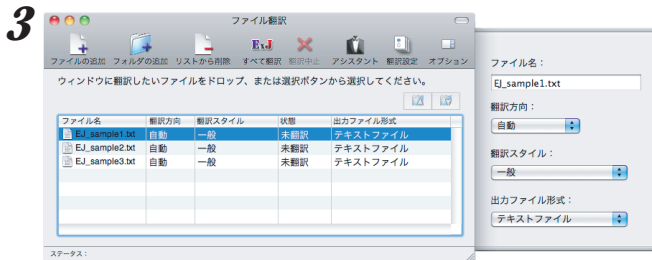 3
ファイル翻訳
ファイルの追加 フォルダの追加 リストから削除 すべて翻訳 翻訳中止 アシスタント 翻訳設定 オプション
ウィンドウに翻訳したいファイルをドロップ、または選択ボタンから選択してください。
ファイル名 翻訳方向 翻訳スタイル 状態 出力ファイル形式
EJ_sample1.txt 自動 一般 未翻訳 テキストファイル
EJ_sample2.txt 自動 一般 未翻訳 テキストファイル
EJ_sample3.txt 自動 一般 未翻訳 テキストファイル
ステータス：
ファイル名：
EJ_sample1.txt
翻訳方向：
自動
翻訳スタイル：
一般
出力ファイル形式：
テキストファイル